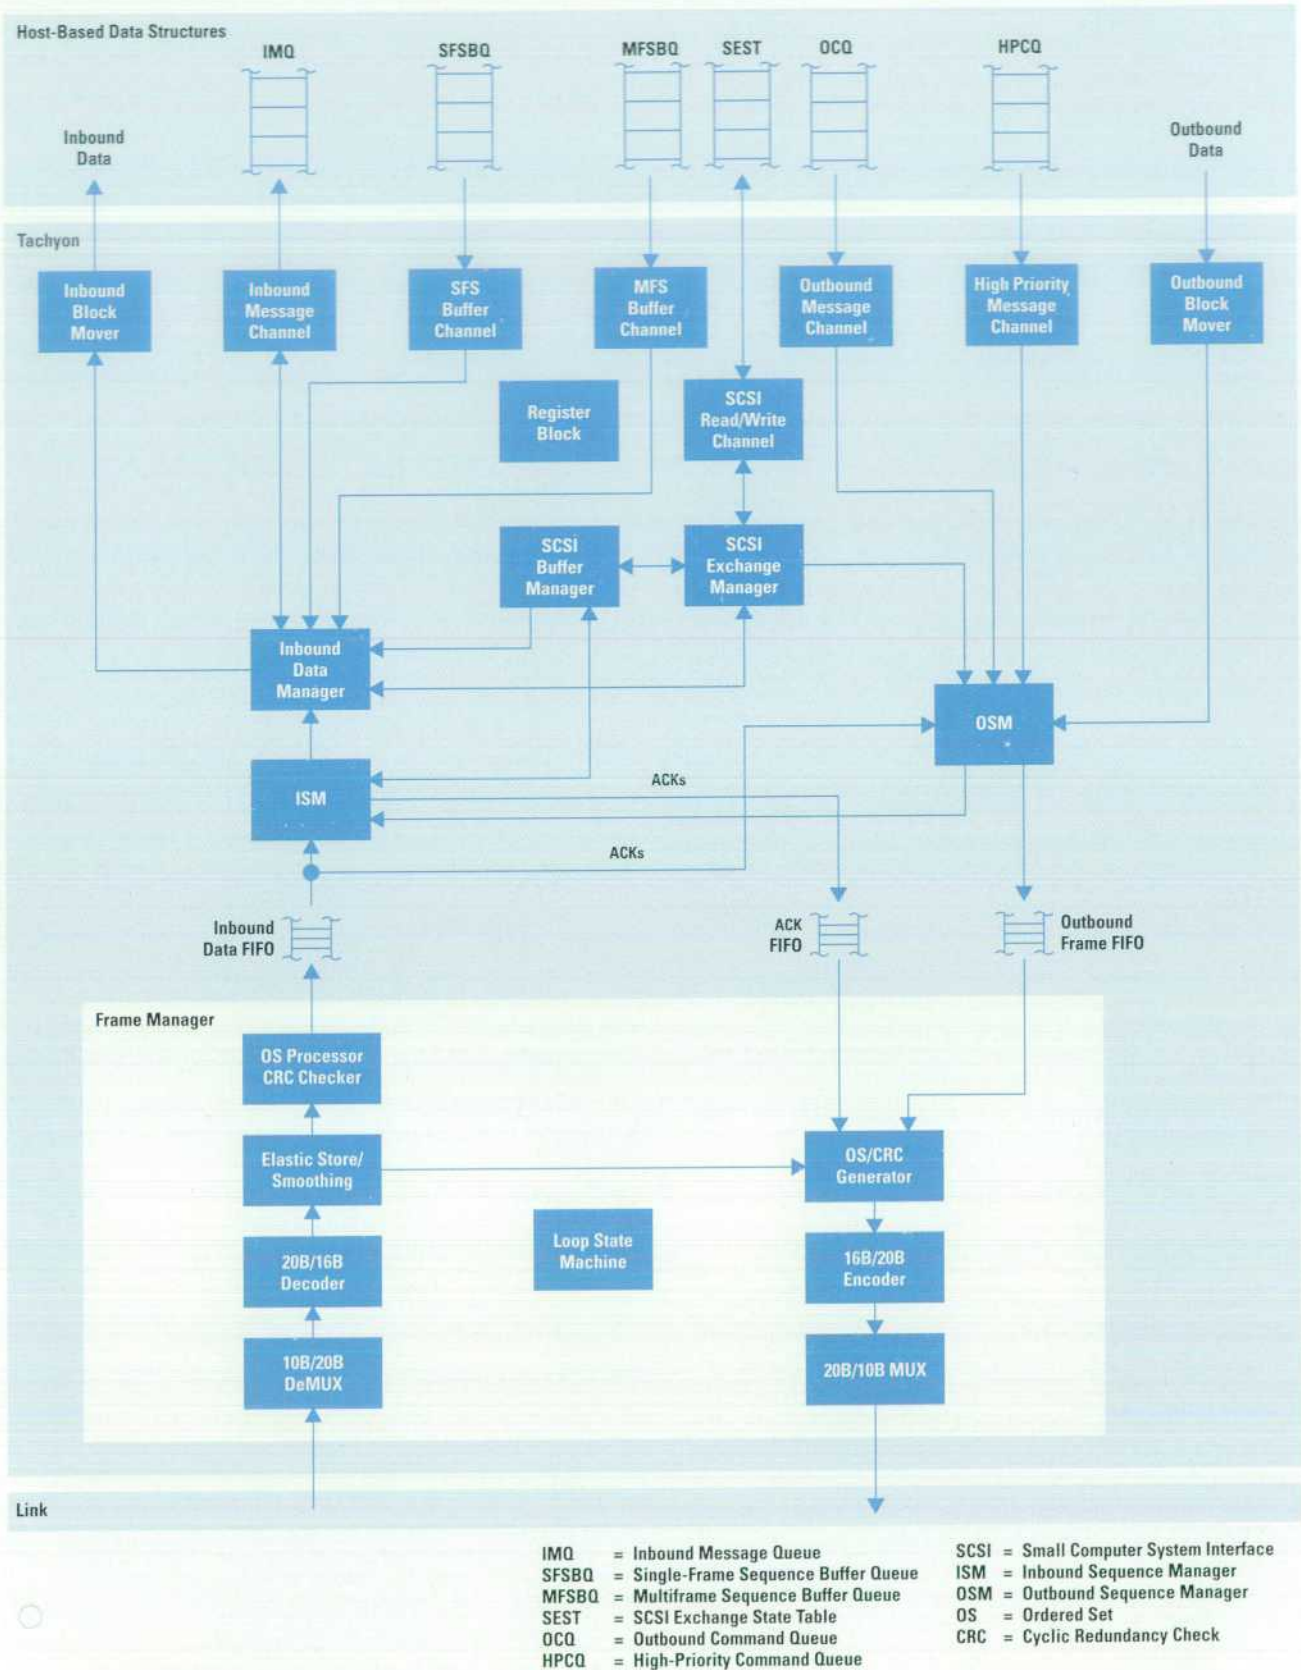 Host-Based Data Structures
IMQ
SFSBQ
MFSBQ
SEST
OCQ
HPCQ
Inbound
Data
Outbound
Data
Tachyon
Inbound
Block
Mover
Inbound
Message
Channel
SFS
Buffer
Channel
MFS
Buffer
Channel
Outbound
Message
Channel
High Priority
Message
Channel
Outbound
Block
Mover
Register
Block
SCSI
Read/Write
Channel
SCSI
Buffer
Manager
SCSI
Exchange
Manager
Inbound
Data
Manager
OSM
ISM
ACKs
ACKs
Inbound
Data FIFO
ACK
FIFO
Outbound
Frame FIFO
Frame Manager
OS Processor
CRC Checker
Elastic Store/
Smoothing
OS/CRC
Generator
Loop State
Machine
20B/16B
Decoder
16B/20B
Encoder
10B/20B
DeMUX
20B/10B MUX
Link
IMQ = Inbound Message Queue
SFSBQ = Single-Frame Sequence Buffer Queue
MFSBQ = Multiframe Sequence Buffer Queue
SEST = SCSI Exchange State Table
OCQ = Outbound Command Queue
HPCQ = High-Priority Command Queue
SCSI = Small Computer System Interface
ISM = Inbound Sequence Manager
OSM = Outbound Sequence Manager
OS = Ordered Set
CRC = Cyclic Redundancy Check